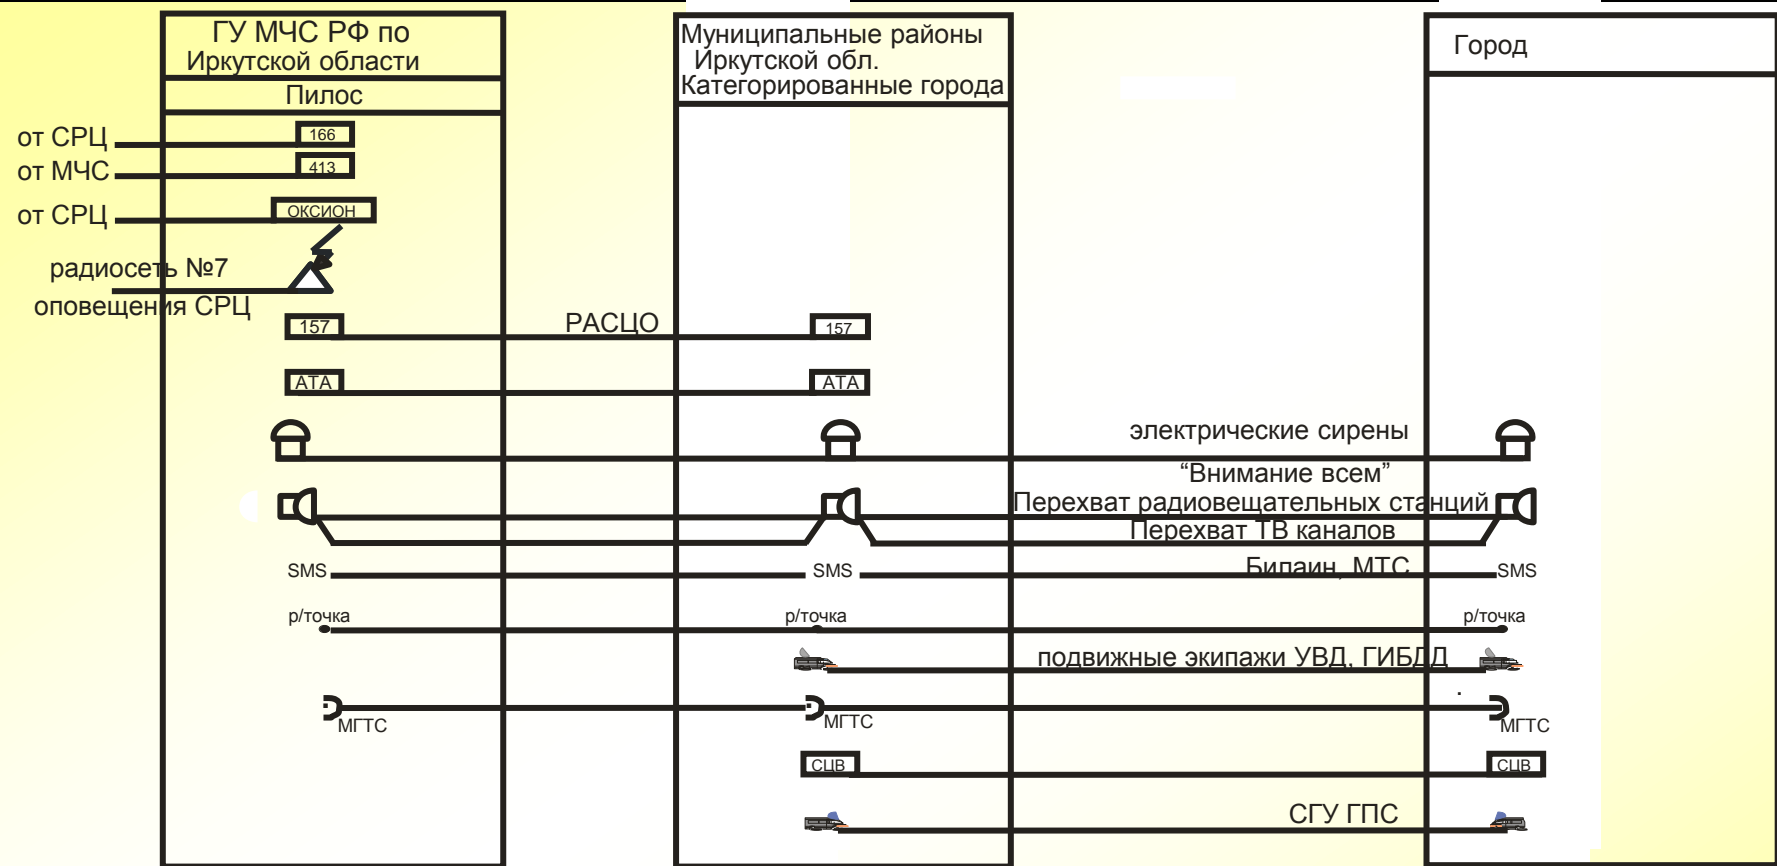 ГУ МЧС РФ по
Иркутской области
Пилос
Муниципальные районы
Иркутской обл.
Категорированные города
Город
от СРЦ
166
от МЧС
413
от СРЦ
ОКСИОН
радиосеть №7
оповещения СРЦ
157
РАСЦО
157
АТА
АТА
электрические сирены
“Внимание всем”
Перехват радиовещательных станций
Перехват ТВ каналов
SMS
SMS
Билаин, МТС
SMS
р/точка
р/точка
р/точка
подвижные экипажи УВД, ГИБДД
.
МГТС
МГТС
МГТС
СЦВ
СЦВ
СГУ ГПС